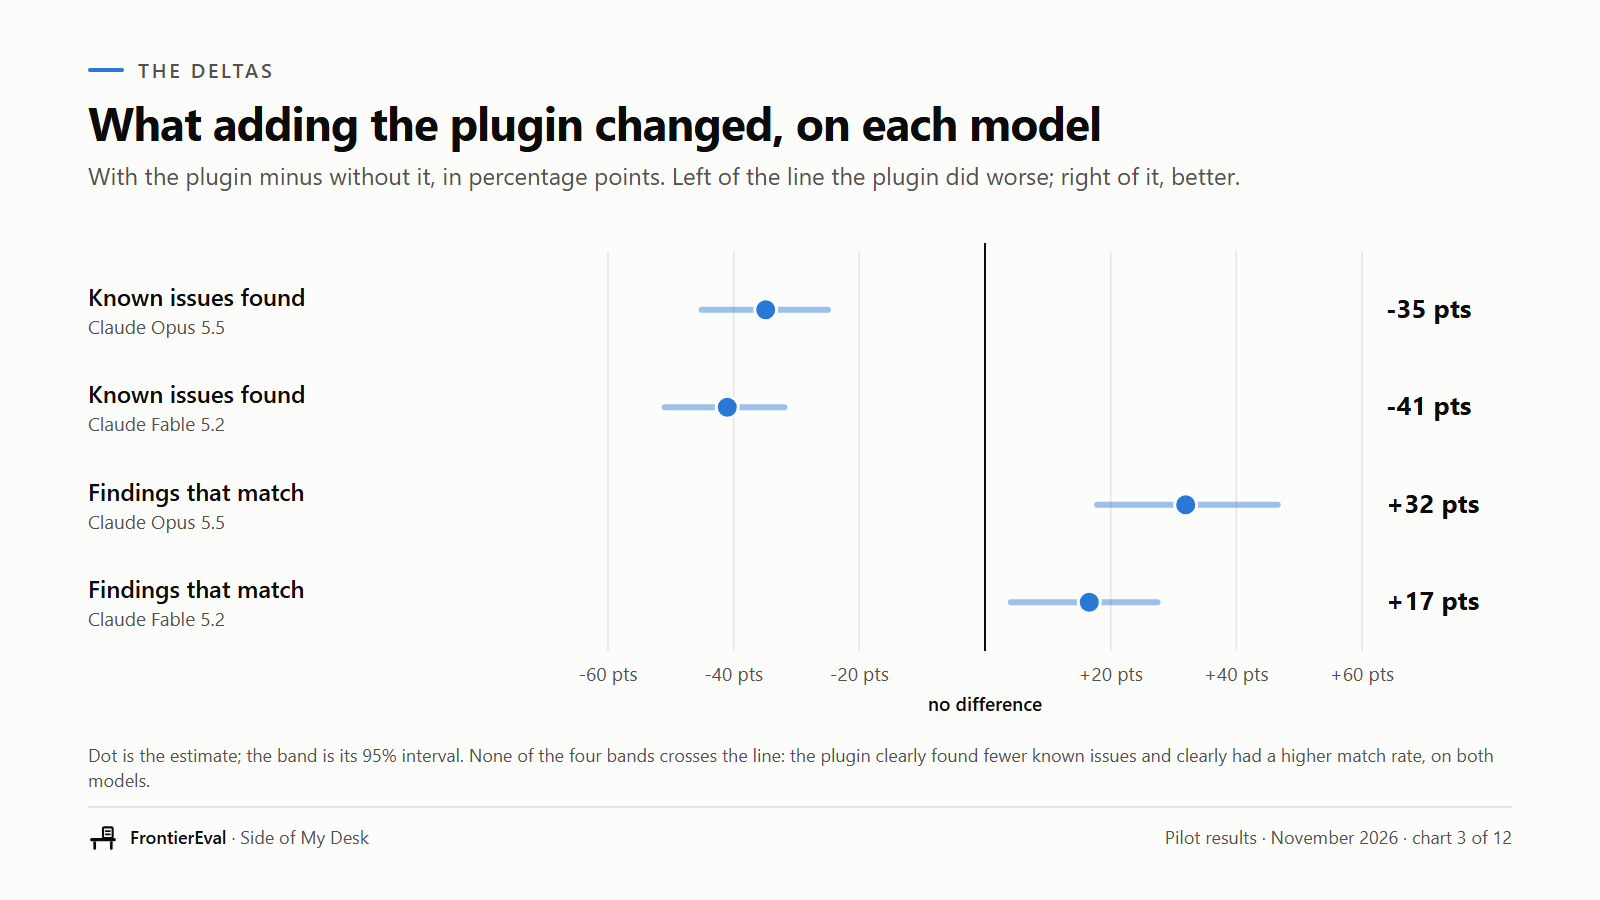 THE DELTAS
What adding the plugin changed, on each model
With the plugin minus without it, in percentage points. Left of the line the plugin did worse; right of it, better.
Known issues found
Claude Opus 5.5
-35 pts
Known issues found
Claude Fable 5.2
-41 pts
Findings that match
Claude Opus 5.5
+32 pts
Findings that match
Claude Fable 5.2
+17 pts
-60 pts -40 pts -20 pts +20 pts +40 pts +60 pts
no difference
Dot is the estimate; the band is its 95% interval. None of the four bands crosses the line: the plugin clearly found fewer known issues and clearly had a higher match rate, on both
models.
FrontierEval · Side of My Desk
Pilot results · November 2026 · chart 3 of 12